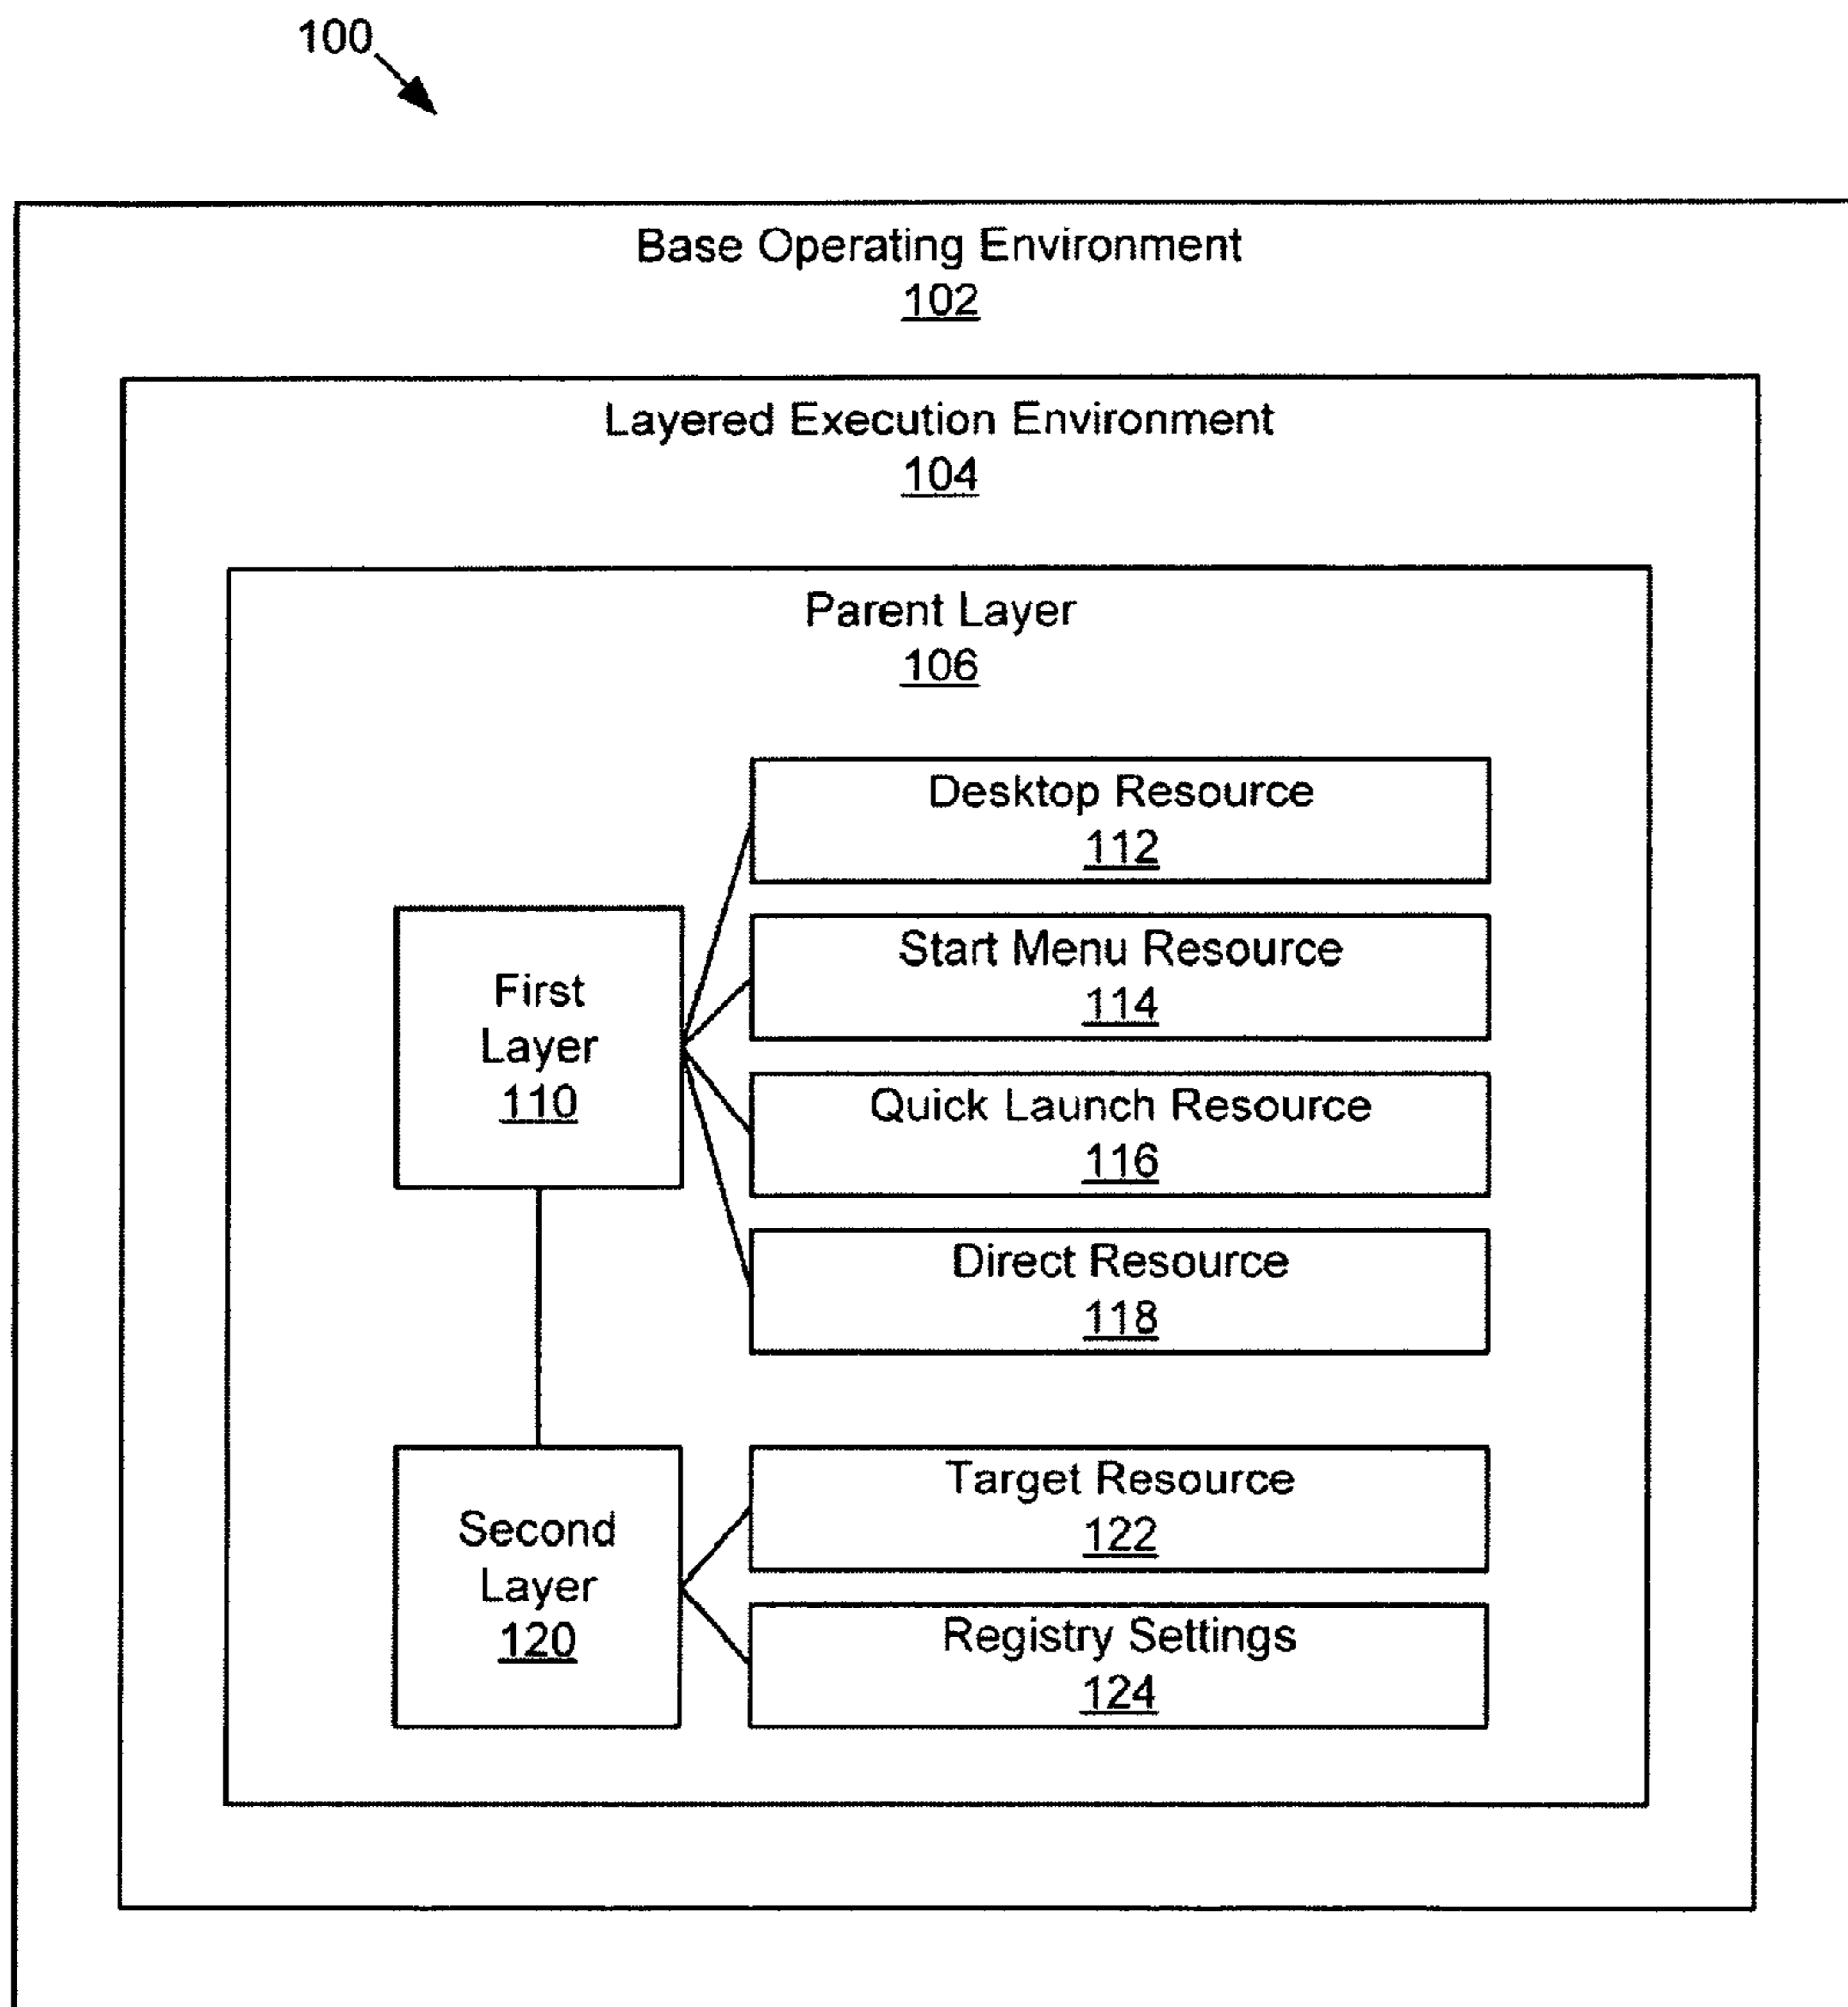 100
Base Operating Environment
102
Layered Execution Environment
104
Parent Layer
106
Desktop Resource
112
Start Menu Resource
114
First
Layer
110
Quick Launch Resource
116
Direct Resource
118
Target Resource
122
Second
Layer
120
Registry Settings
124